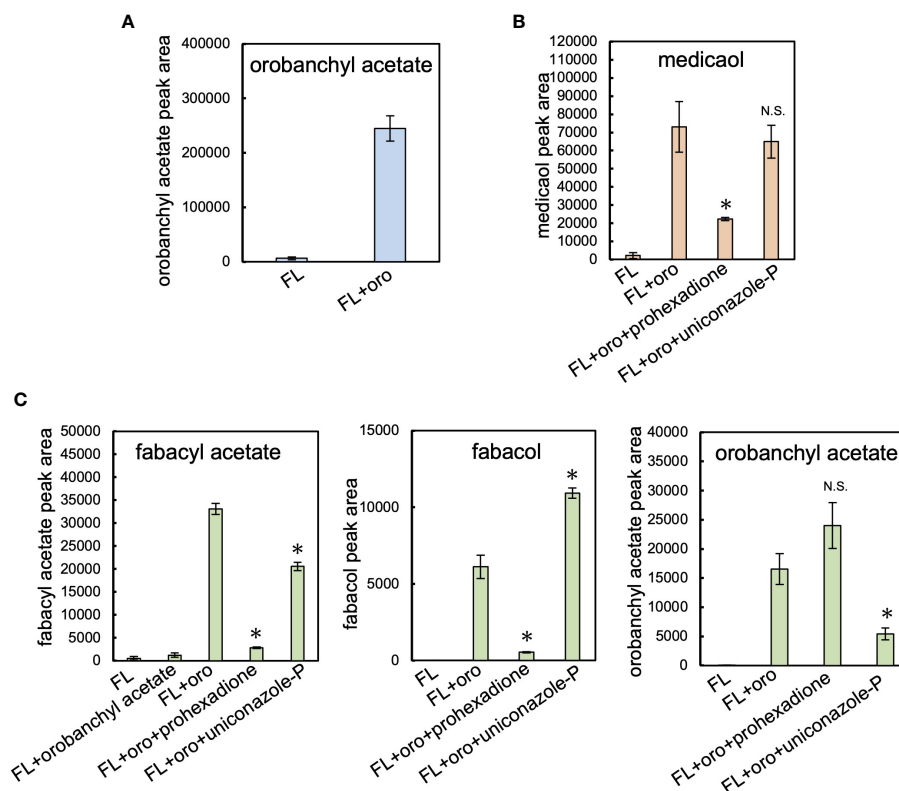 A
orobanchyl acetate peak area
400000
300000
200000
100000
0
orobanchyl acetate
FL
FL+oro
B
medicaol peak area
120000
110000
100000
90000
80000
70000
60000
50000
40000
30000
20000
10000
0
medicaol
N.S.
*
FL
FL+oro
FL+oro+prohexadione
FL+oro+uniconazole-P
C
fabacyl acetate peak area
50000
45000
40000
35000
30000
25000
20000
15000
10000
5000
0
fabacyl acetate
*
*
FL
FL+orobanchyl acetate
FL+oro
FL+oro+prohexadione
FL+oro+uniconazole-P
fabacol peak area
15000
10000
5000
0
fabacol
*
*
FL
FL+oro
FL+oro+prohexadione
FL+oro+uniconazole-P
orobanchyl acetate peak area
40000
35000
30000
25000
20000
15000
10000
5000
0
orobanchyl acetate
N.S.
*
FL
FL+oro
FL+oro+prohexadione
FL+oro+uniconazole-P